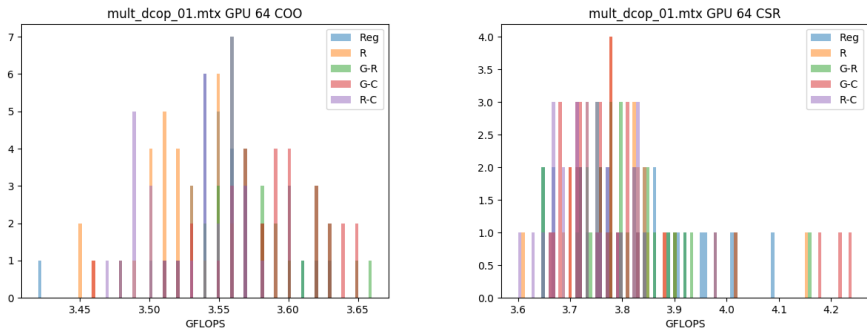 mult_dcop_01.mtx GPU 64 COO
7
6
5
4
3
2
1
0
3.45
3.50
3.55
3.60
3.65
GFLOPS
Reg
R
G-R
G-C
R-C
mult_dcop_01.mtx GPU 64 CSR
4.0
3.5
3.0
2.5
2.0
1.5
1.0
0.5
0.0
3.6
3.7
3.8
3.9
4.0
4.1
4.2
GFLOPS
Reg
R
G-R
G-C
R-C